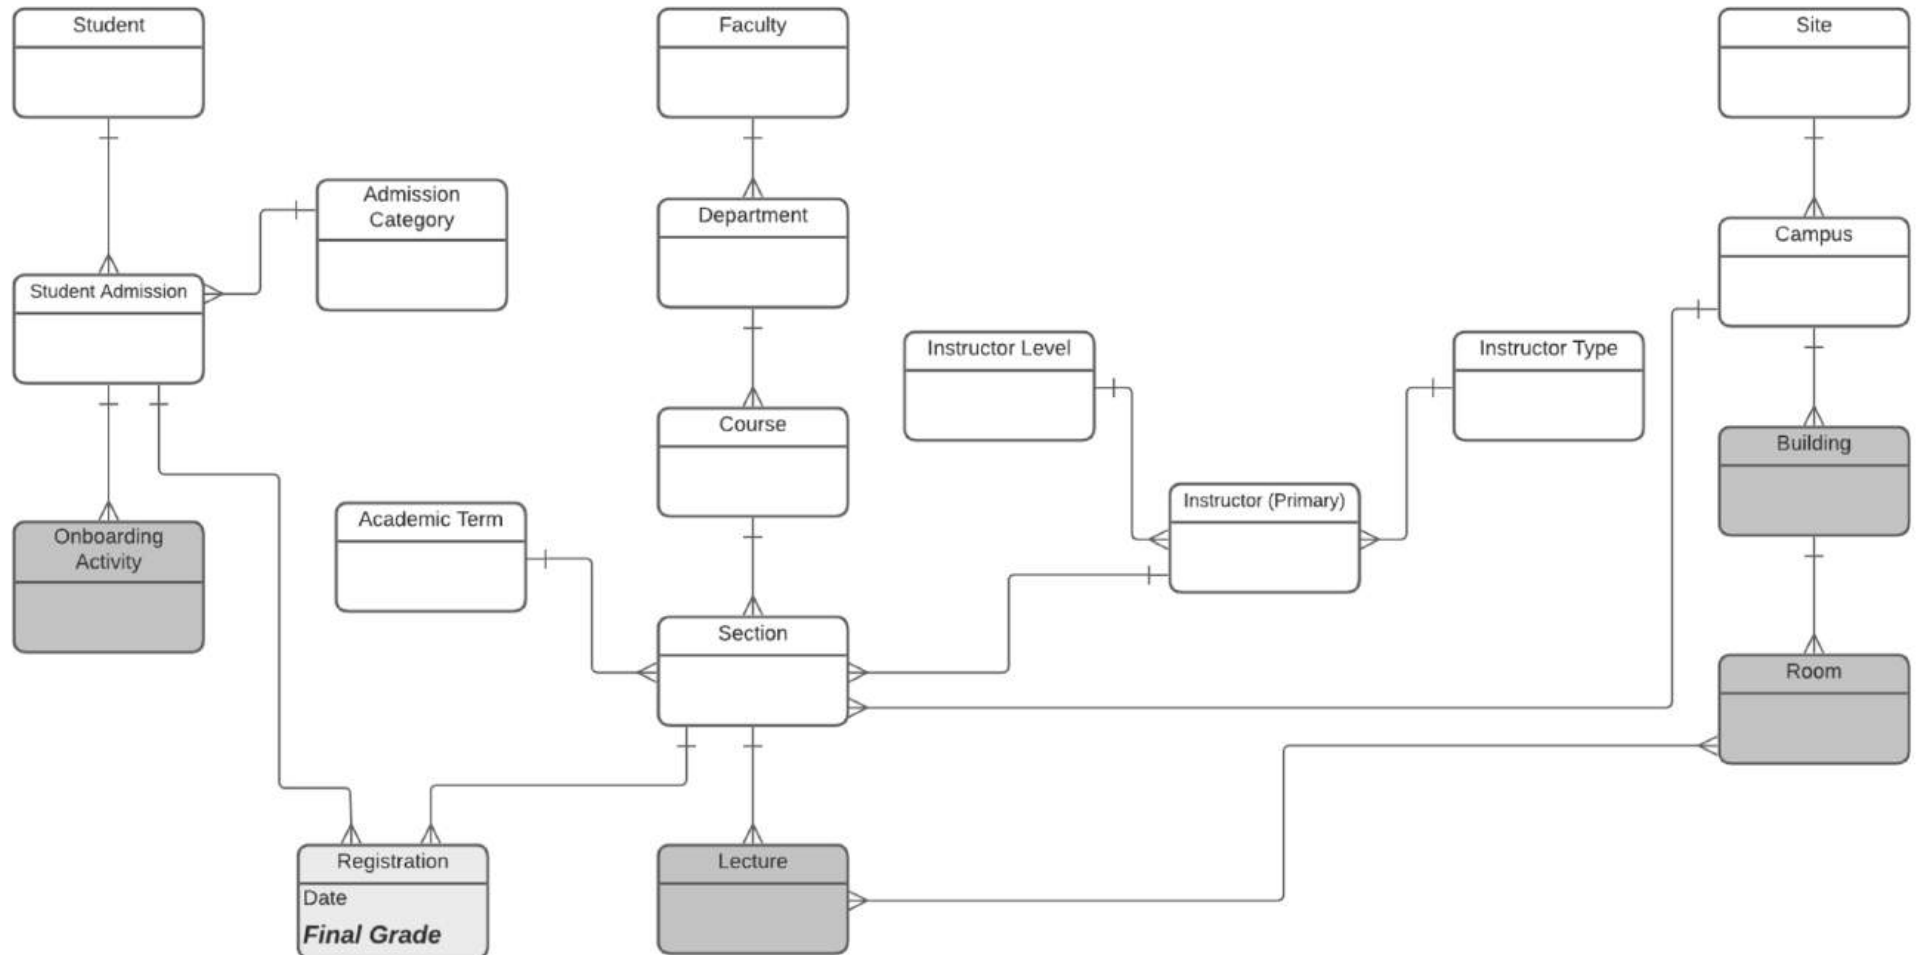 Student
Faculty
Site
Admission
Category
Department
Campus
Student Admission
Instructor Level
Instructor Type
Course
Building
Instructor (Primary)
Academic Term
Onboarding
Activity
Section
Room
Registration
Date
Final Grade
Lecture